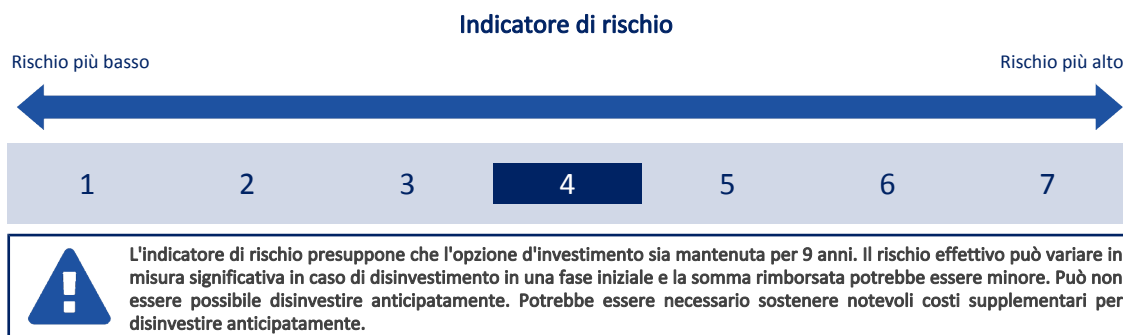 Indicatore di rischio
Rischio più basso
Rischio più alto
1 2 3 4 5 6 7
L'indicatore di rischio presuppone che l'opzione d'investimento sia mantenuta per 9 anni. Il rischio effettivo può variare in
misura significativa in caso di disinvestimento in una fase iniziale e la somma rimborsata potrebbe essere minore. Può non
essere possibile disinvestire anticipatamente. Potrebbe essere necessario sostenere notevoli costi supplementari per
disinvestire anticipatamente.